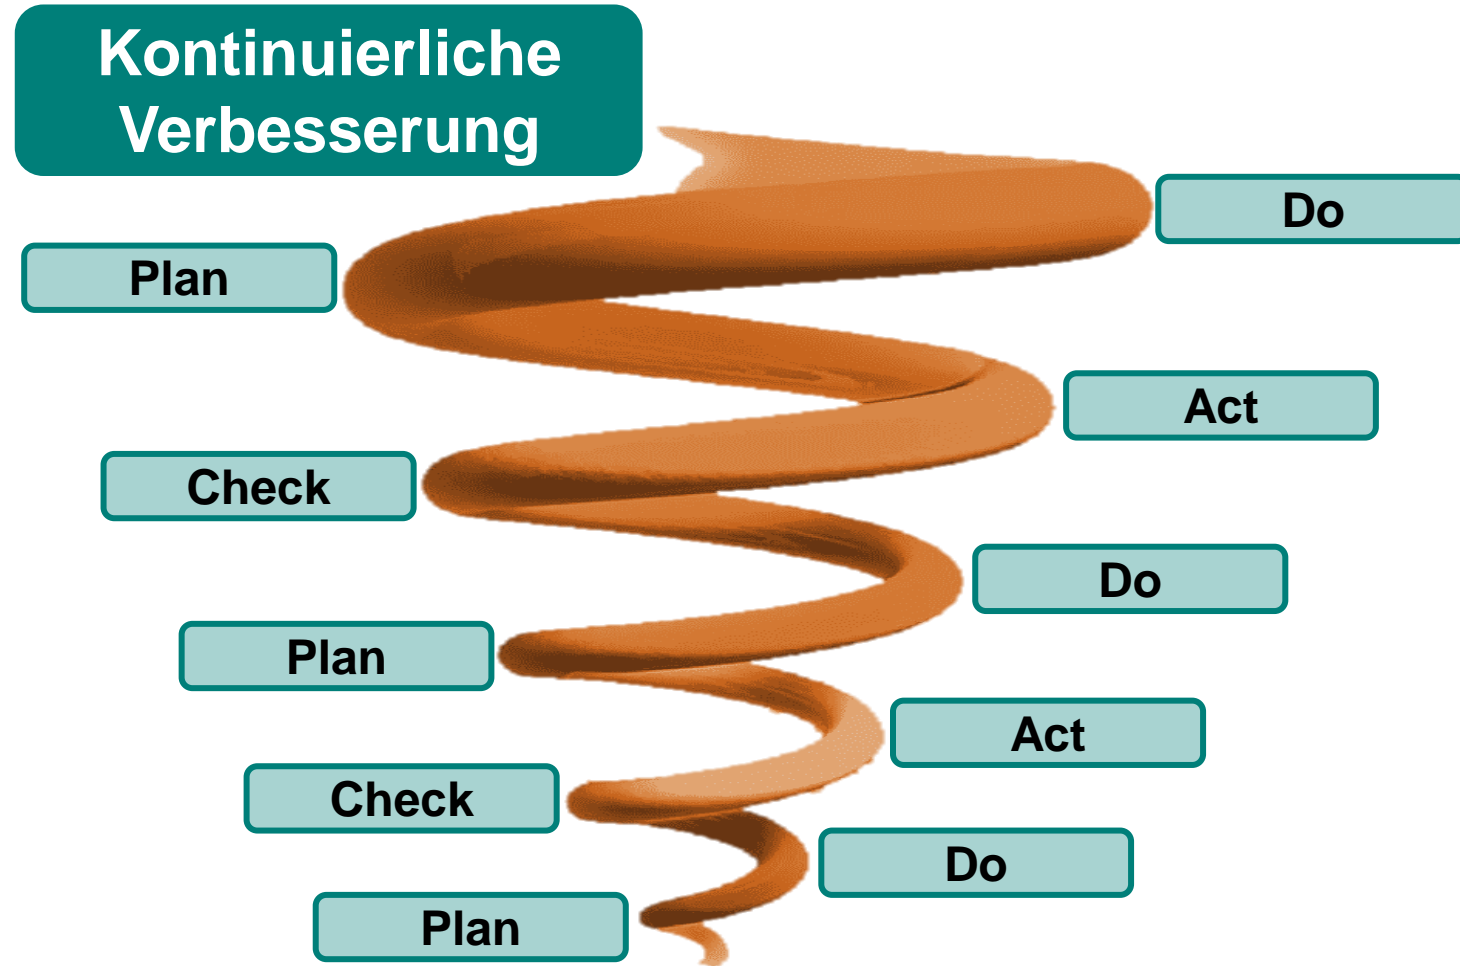 Kontinuierliche
Verbesserung
Do
Plan
Act
Check
Do
Plan
Act
Check
Do
Plan